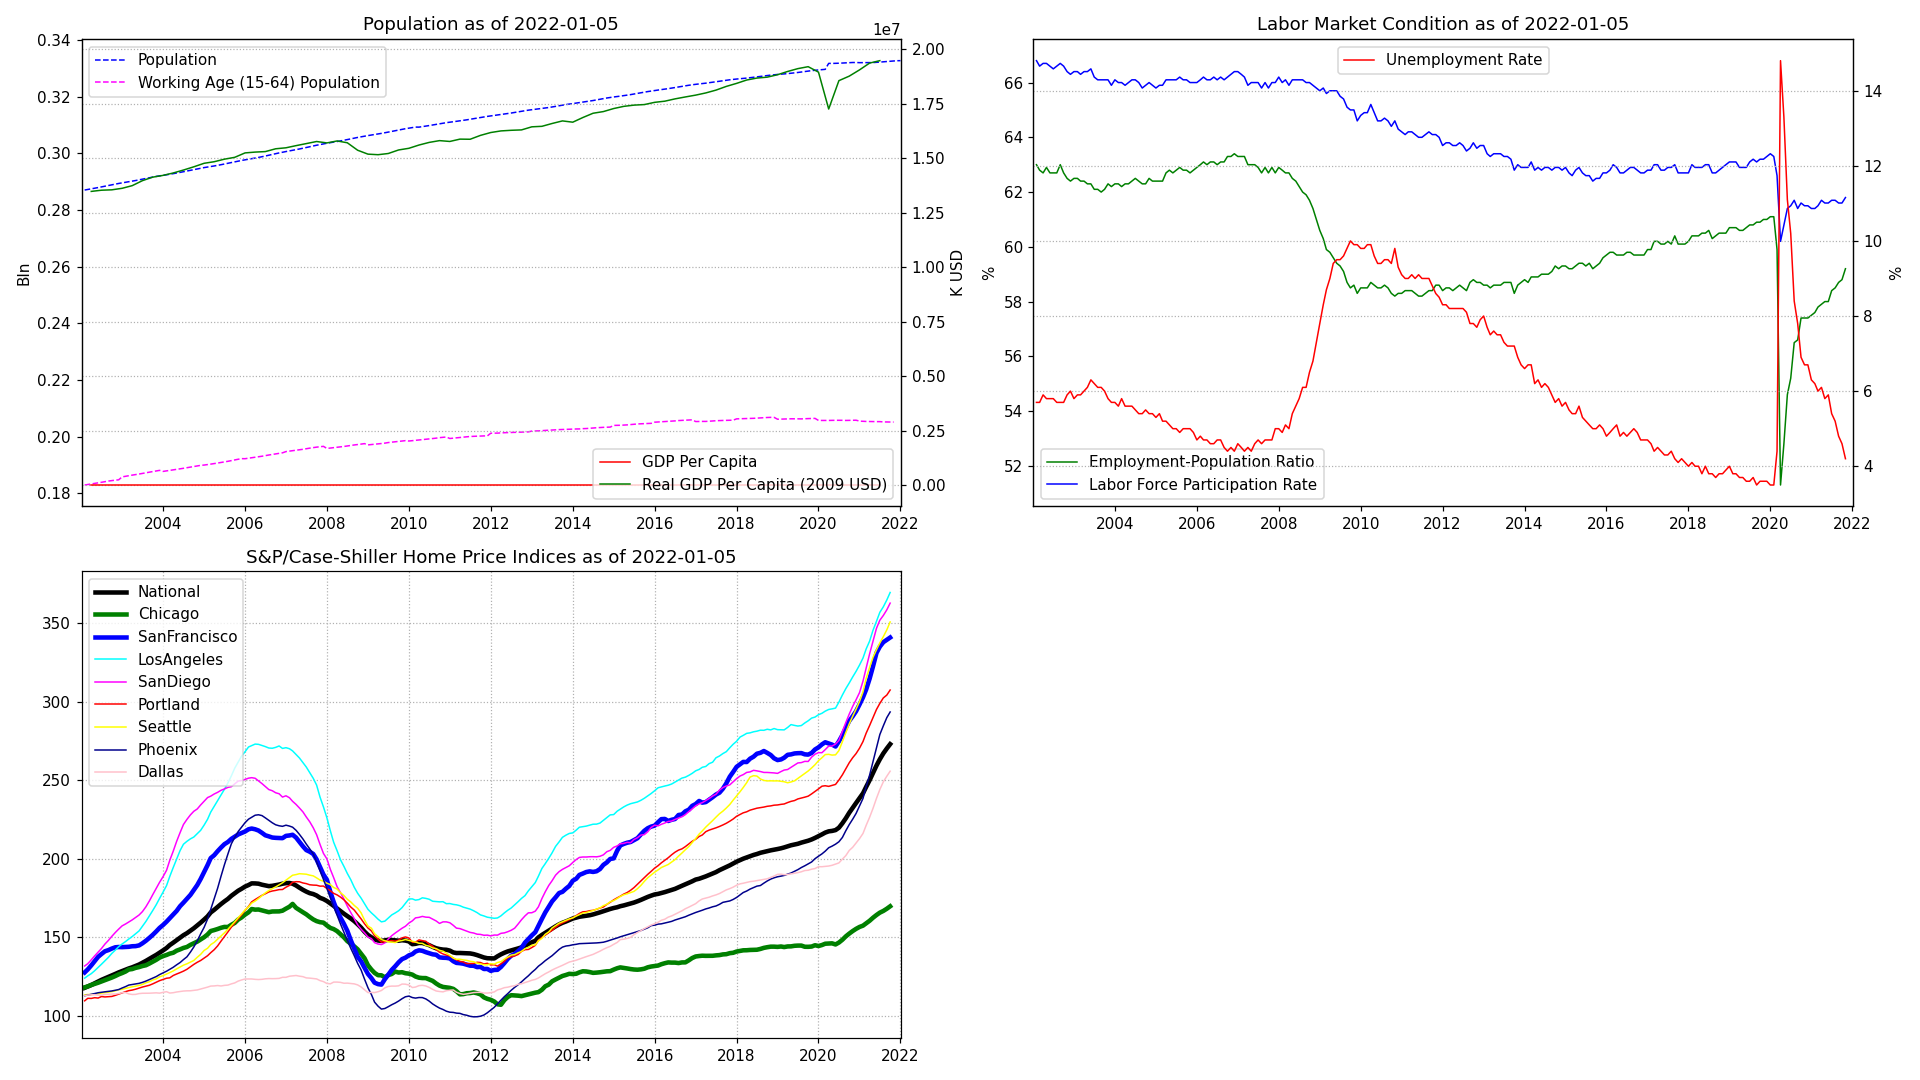 Population as of 2022-01-05
1e7
0.34
0.32
0.30
0.28
0.26
0.24
0.22
0.20
0.18
Bln
Population
Working Age (15-64) Population
GDP Per Capita
Real GDP Per Capita (2009 USD)
2.00
1.75
1.50
1.25
1.00
0.75
0.50
0.25
0.00
K USD
2004 2006 2008 2010 2012 2014 2016 2018 2020 2022
Labor Market Condition as of 2022-01-05
66
64
62
60
58
56
54
52
%
Unemployment Rate
Employment-Population Ratio
Labor Force Participation Rate
14
12
10
8
6
4
%
2004 2006 2008 2010 2012 2014 2016 2018 2020 2022
S&P/Case-Shiller Home Price Indices as of 2022-01-05
350
300
250
200
150
100
National
Chicago
SanFrancisco
LosAngeles
SanDiego
Portland
Seattle
Phoenix
Dallas
2004 2006 2008 2010 2012 2014 2016 2018 2020 2022